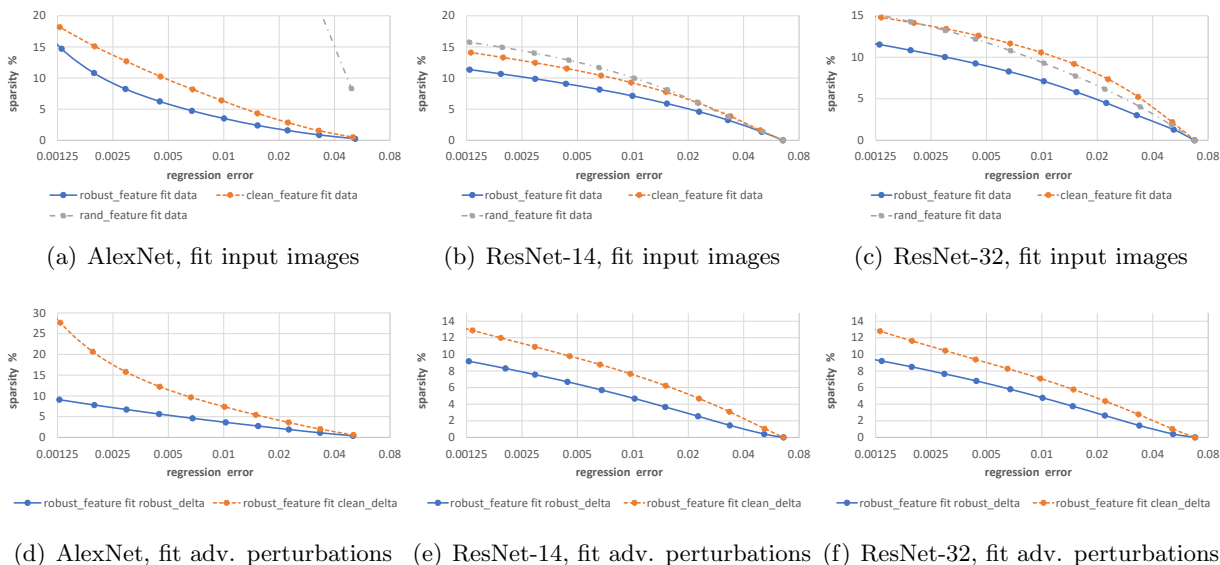 20
15
10
5
0
sparsity %
0.00125 0.0025 0.005 0.01 0.02 0.04 0.08
regression error
robust_feature fit data clean_feature fit data
rand_feature fit data
(a) AlexNet, fit input images
20
15
10
5
0
sparsity %
0.00125 0.0025 0.005 0.01 0.02 0.04 0.08
regression error
robust_feature fit data clean_feature fit data
rand_feature fit data
(b) ResNet-14, fit input images
15
10
5
0
sparsity %
0.00125 0.0025 0.005 0.01 0.02 0.04 0.08
regression error
robust_feature fit data clean_feature fit data
rand_feature fit data
(c) ResNet-32, fit input images
30
25
20
15
10
5
0
sparsity %
0.00125 0.0025 0.005 0.01 0.02 0.04 0.08
regression error
robust_feature fit robust_delta robust_feature fit clean_delta
(d) AlexNet, fit adv. perturbations
14
12
10
8
6
4
2
0
sparsity %
0.00125 0.0025 0.005 0.01 0.02 0.04 0.08
regression error
robust_feature fit robust_delta robust_feature fit clean_delta
(e) ResNet-14, fit adv. perturbations
14
12
10
8
6
4
2
0
sparsity %
0.00125 0.0025 0.005 0.01 0.02 0.04 0.08
regression error
robust_feature fit robust_delta robust_feature fit clean_delta
(f) ResNet-32, fit adv. perturbations